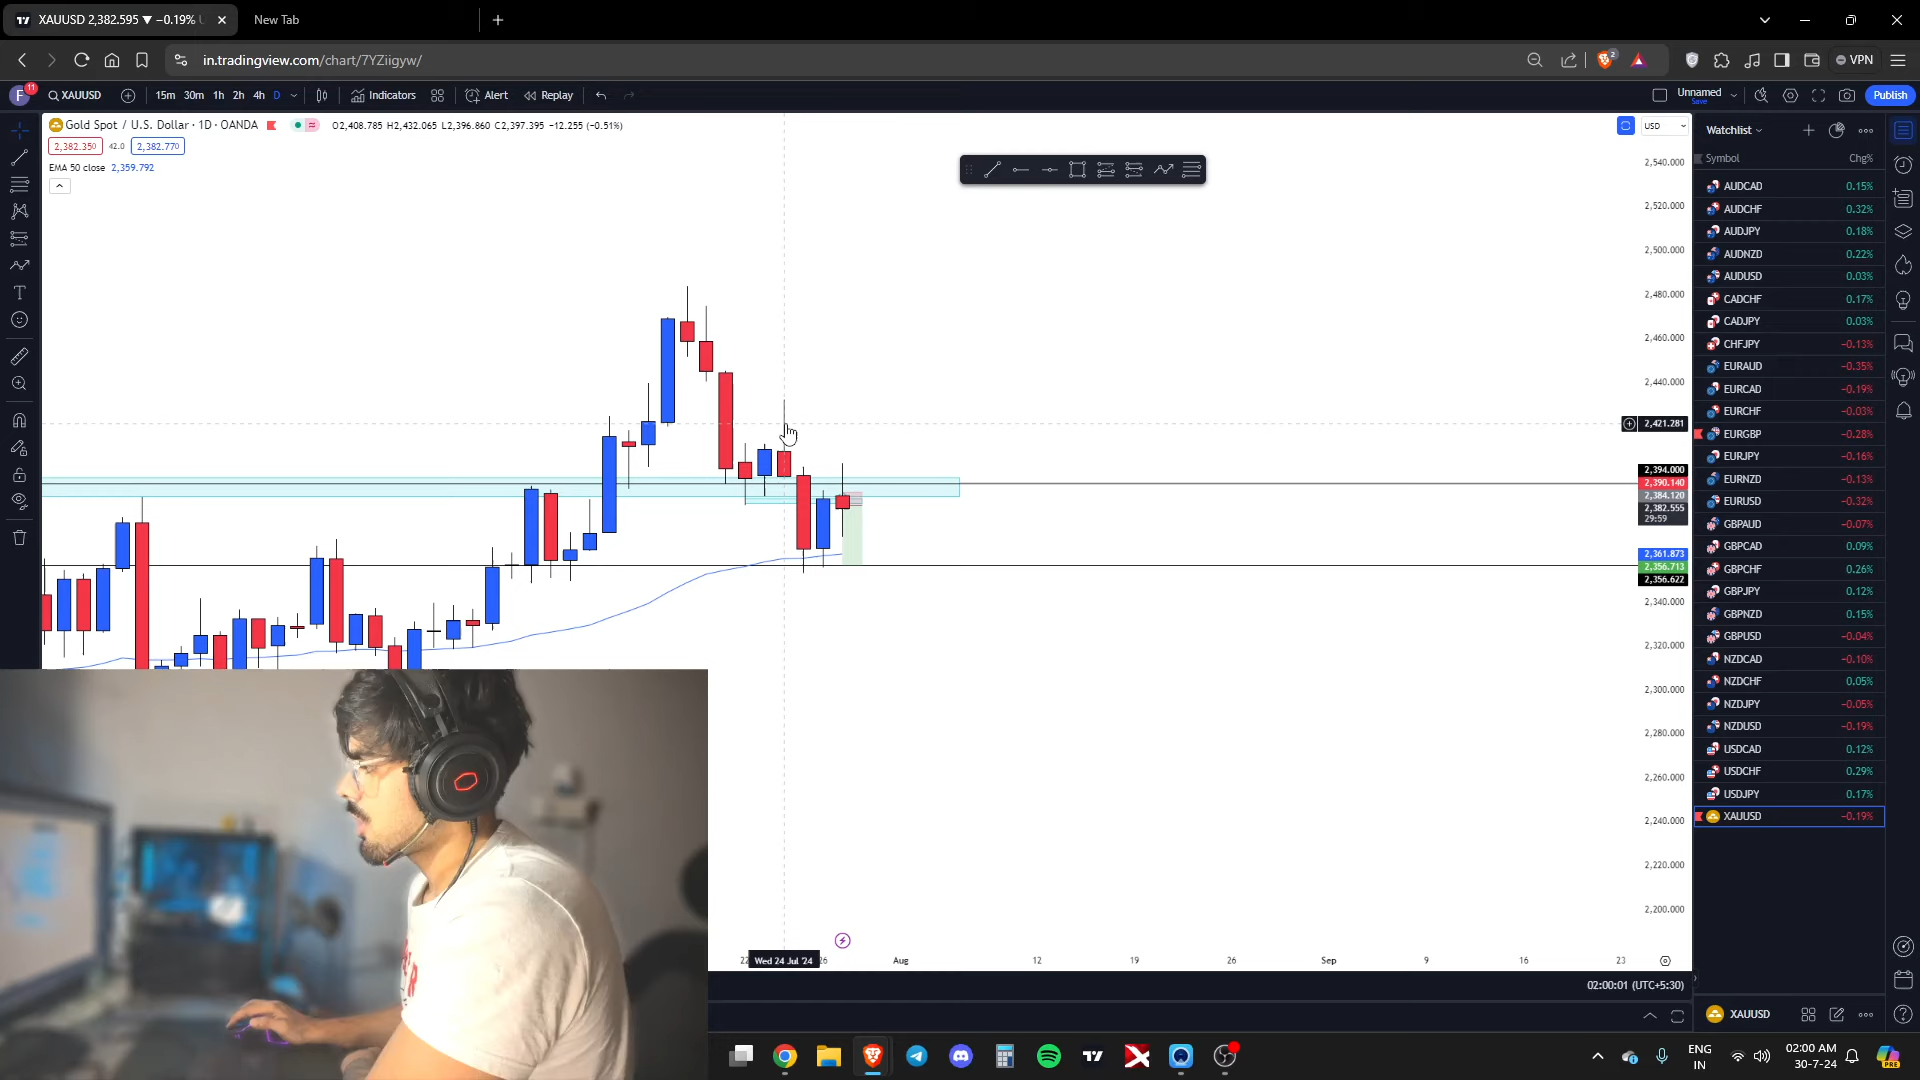 XAUUSD 2,382.595 ▼ −0.19% U
New Tab
in.tradingview.com/chart/7YZiigyw/
2
VPN
11
XAUUSD
15m 30m 1h 2h 4h D
Indicators
Alert
Replay
Unnamed
Save
Publish
Gold Spot / U.S. Dollar · 1D · OANDA
O2,408.785 H2,432.065 L2,396.860 C2,397.395 −12.255 (−0.51%)
2,382.350 42.0 2,382.770
EMA 50 close 2,359.792
USD
2,540.000
2,520.000
2,500.000
2,480.000
2,460.000
2,440.000
2,421.281
2,394.000
2,390.140
2,384.120
2,382.555
29:59
2,361.873
2,356.713
2,356.622
2,340.000
2,320.000
2,300.000
2,280.000
2,260.000
2,240.000
2,220.000
2,200.000
22 Wed 24 Jul '24 26 Aug 12 19 26 Sep 9 16 23
02:00:01 (UTC+5:30)
Watchlist
Symbol Chg%
AUDCAD 0.15%
AUDCHF 0.32%
AUDJPY 0.18%
AUDNZD 0.22%
AUDUSD 0.03%
CADCHF 0.17%
CADJPY 0.03%
CHFJPY −0.13%
EURAUD −0.35%
EURCAD −0.19%
EURCHF −0.03%
EURGBP −0.28%
EURJPY −0.16%
EURNZD −0.13%
EURUSD −0.32%
GBPAUD −0.07%
GBPCAD 0.09%
GBPCHF 0.26%
GBPJPY 0.12%
GBPNZD 0.15%
GBPUSD −0.04%
NZDCAD −0.10%
NZDCHF 0.05%
NZDJPY −0.05%
NZDUSD −0.19%
USDCAD 0.12%
USDCHF 0.29%
USDJPY 0.17%
XAUUSD −0.19%
XAUUSD
ENG
IN
02:00 AM
30-7-24
PRE